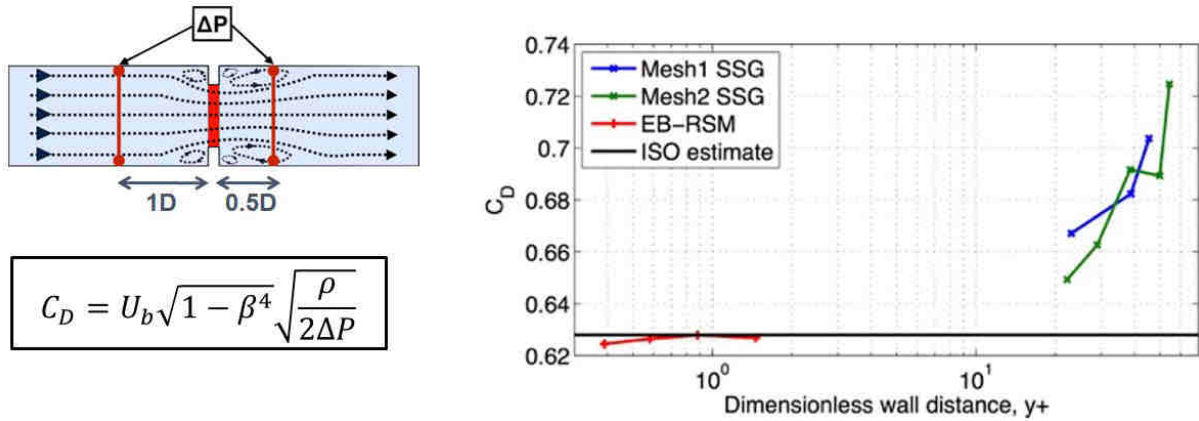 ΔP
1D
0.5D
C_D = U_b√(1 − β⁴)√(ρ/(2ΔP))
0.74
0.72
0.7
0.68
0.66
0.64
0.62
C_D
Mesh1 SSG
Mesh2 SSG
EB−RSM
ISO estimate
10⁰
10¹
Dimensionless wall distance, y+